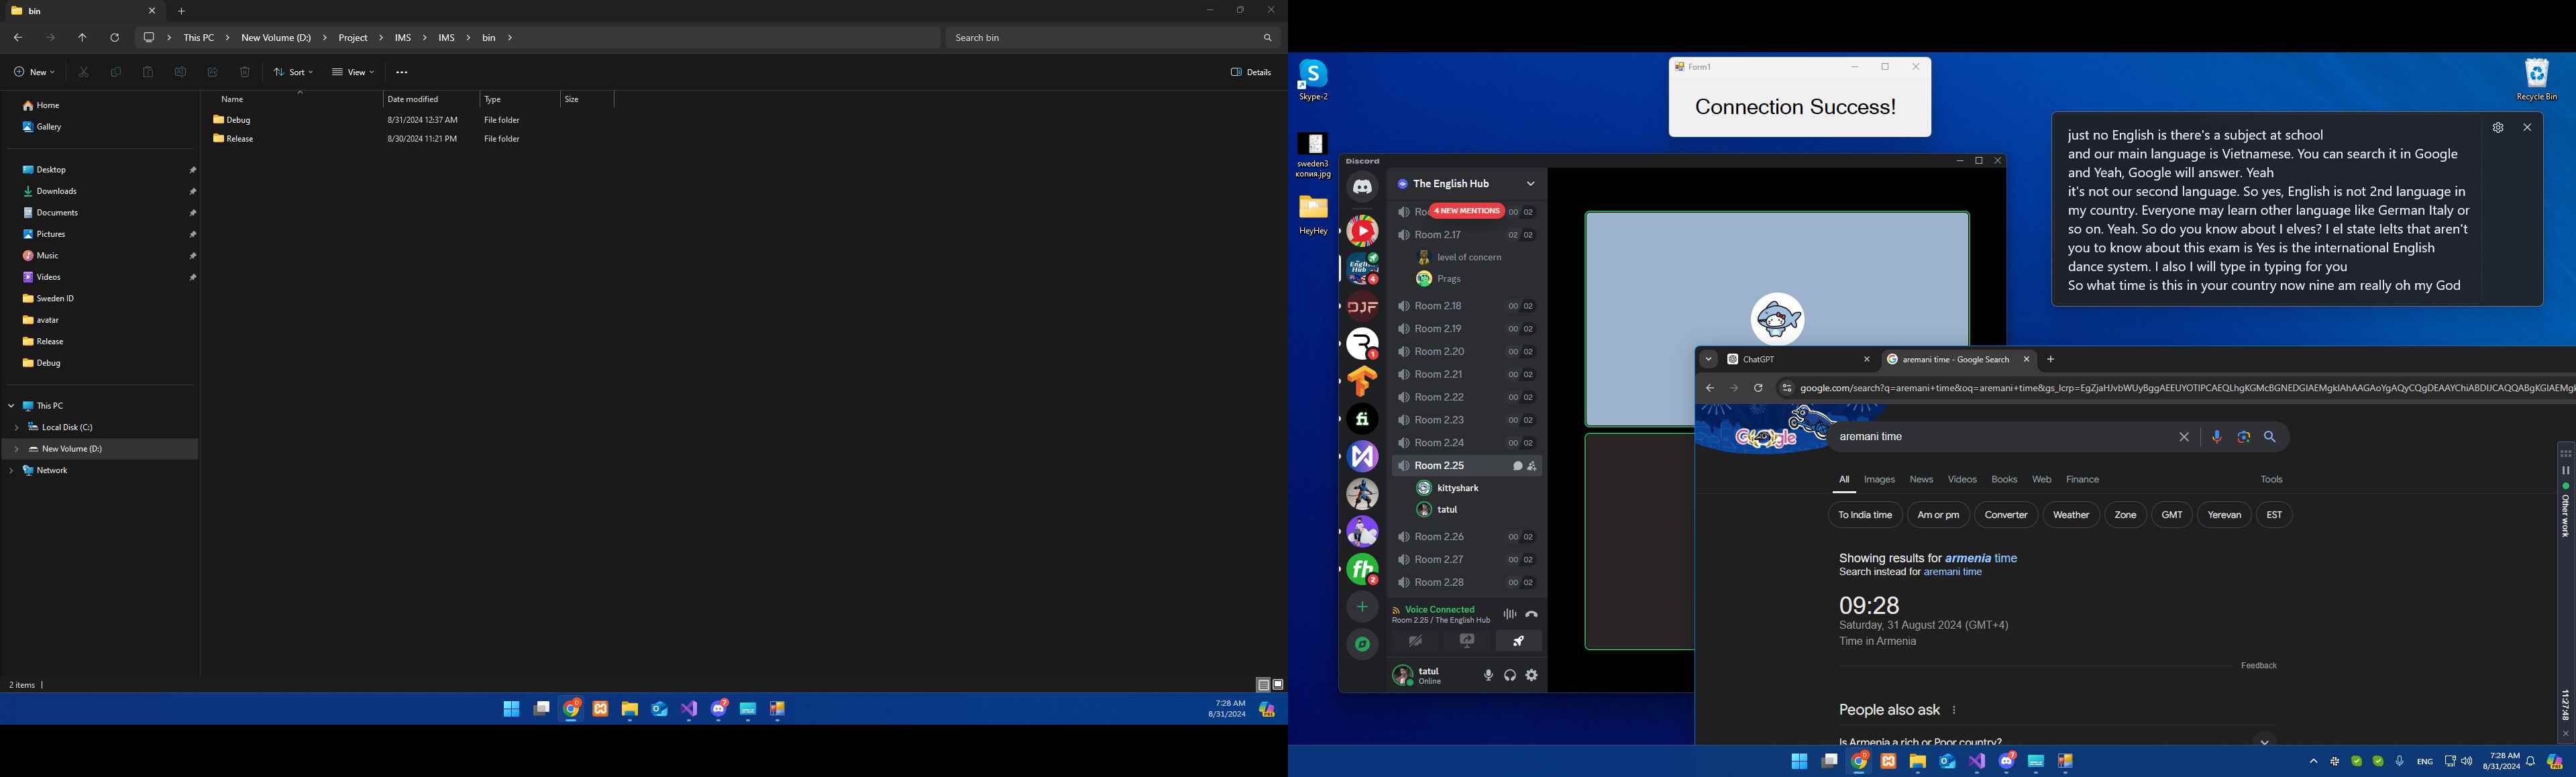 bin
This PC > New Volume (D:) > Project > IMS > IMS > bin >
Search bin
New
Sort
View
Details
Name
Date modified
Type
Size
Debug
8/31/2024 12:37 AM
File folder
Release
8/30/2024 11:21 PM
File folder
Home
Gallery
Desktop
Downloads
Documents
Pictures
Music
Videos
Sweden ID
avatar
Release
Debug
This PC
Local Disk (C:)
New Volume (D:)
Network
2 items
7:28 AM
8/31/2024
Skype-2
sweden3
копия.jpg
HeyHey
Recycle Bin
Form1
Connection Success!
just no English is there's a subject at school
and our main language is Vietnamese. You can search it in Google
and Yeah, Google will answer. Yeah
it's not our second language. So yes, English is not 2nd language in
my country. Everyone may learn other language like German Italy or
so on. Yeah. So do you know about I elves? I el state Ielts that aren't
you to know about this exam is Yes is the international English
dance system. I also I will type in typing for you
So what time is this in your country now nine am really oh my God
Discord
The English Hub
4 NEW MENTIONS
00 02
Room 2.17 02 02
level of concern
Prags
Room 2.18 00 02
Room 2.19 00 02
Room 2.20 00 02
Room 2.21 00 02
Room 2.22 00 02
Room 2.23 00 02
Room 2.24 00 02
Room 2.25
kittyshark
tatul
Room 2.26 00 02
Room 2.27 00 02
Room 2.28 00 02
Voice Connected
Room 2.25 / The English Hub
tatul
Online
ChatGPT
aremani time - Google Search
Google
aremani time
All
Images
News
Videos
Books
Web
Finance
Tools
To India time
Am or pm
Converter
Weather
Zone
GMT
Yerevan
EST
Showing results for armenia time
Search instead for aremani time
09:28
Saturday, 31 August 2024 (GMT+4)
Time in Armenia
Feedback
People also ask
Is Armenia a rich or Poor country?
Other work
11:27:48
ENG
7:28 AM
8/31/2024